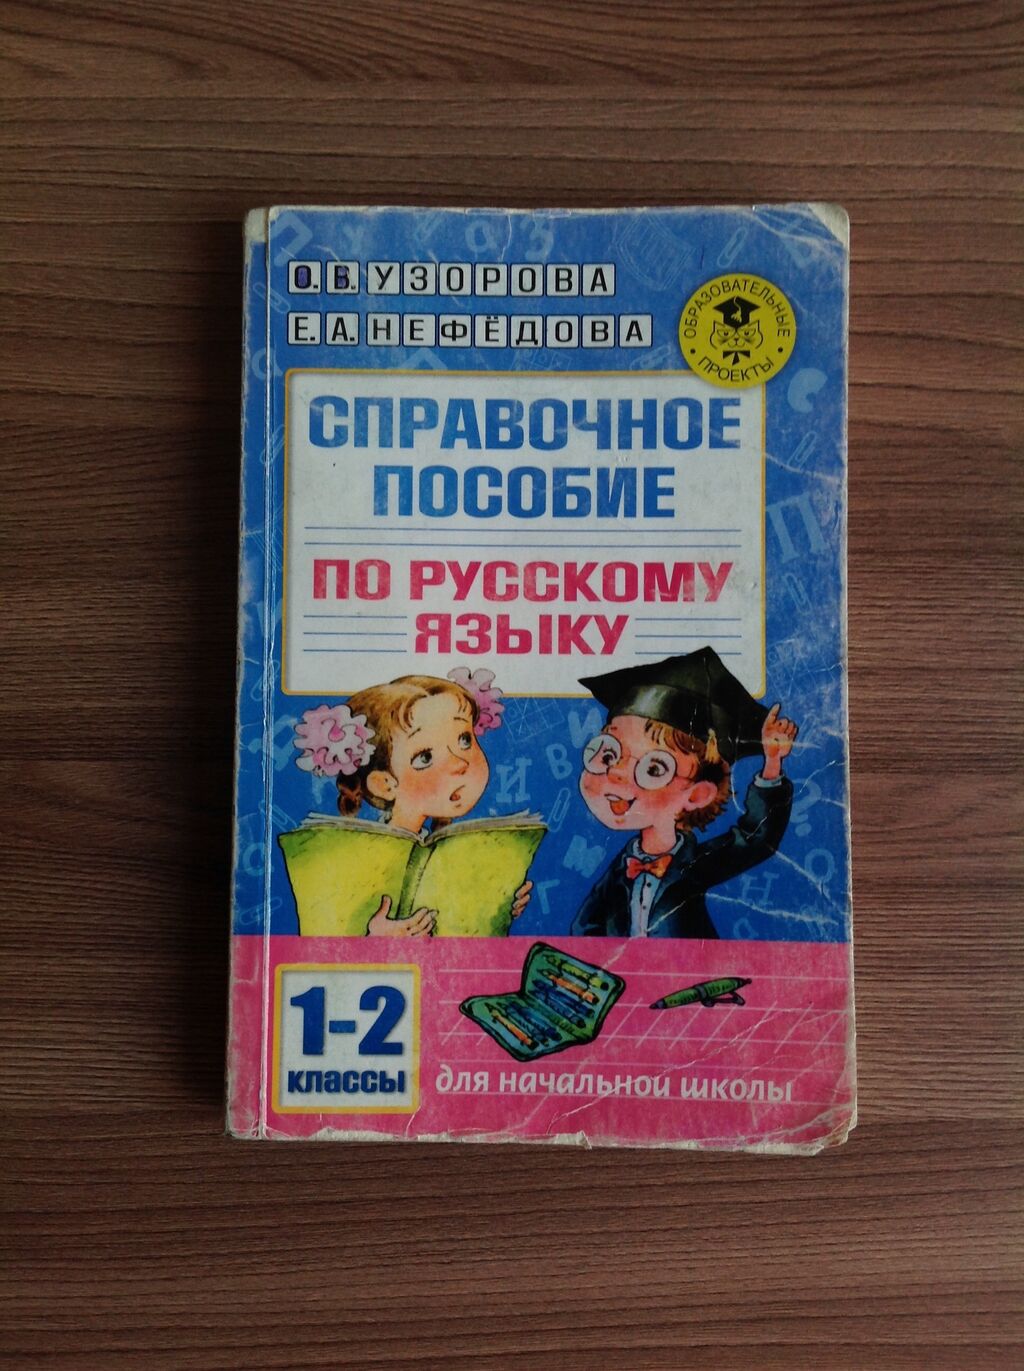 О. В. УЗОРОВА
Е. А. НЕФЁДОВА
ОБРАЗОВАТЕЛЬНЫЕ
ПРОЕКТЫ
СПРАВОЧНОЕ
ПОСОБИЕ
ПО РУССКОМУ
ЯЗЫКУ
1-2
КЛАССЫ
для начальной школы